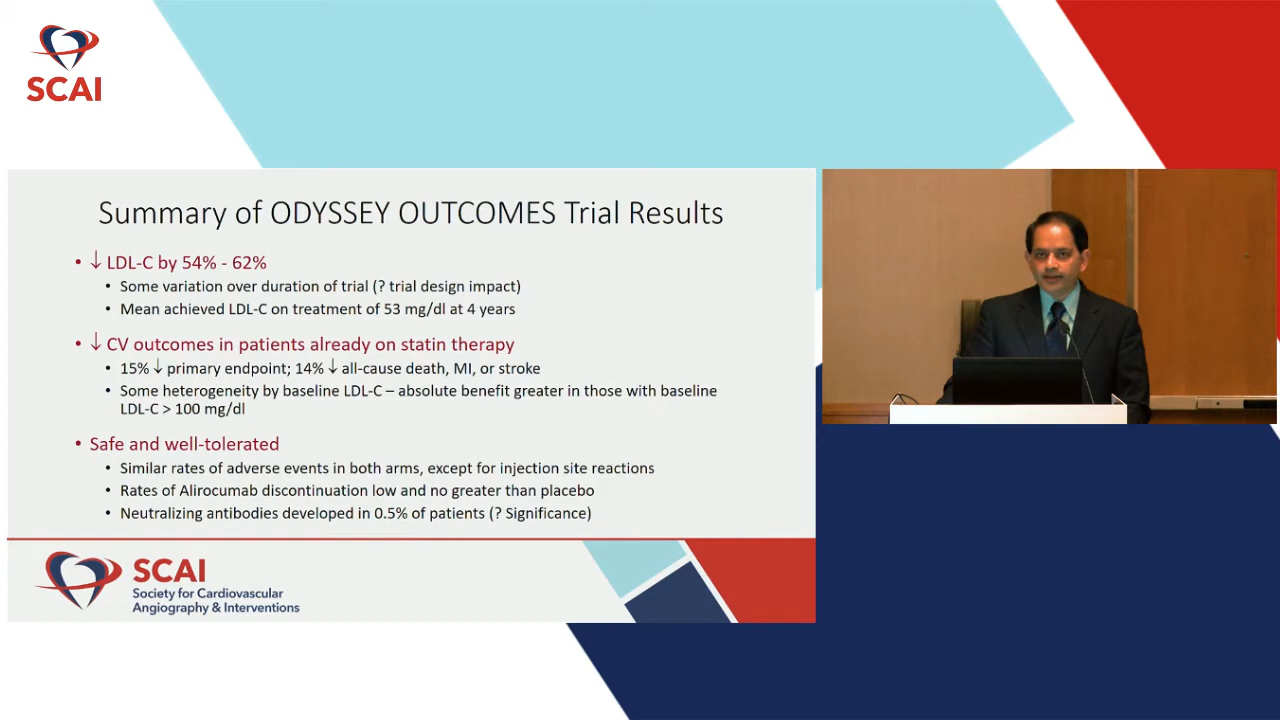 SCAI
Summary of ODYSSEY OUTCOMES Trial Results
• ↓ LDL-C by 54% - 62%
• Some variation over duration of trial (? trial design impact)
• Mean achieved LDL-C on treatment of 53 mg/dl at 4 years
• ↓ CV outcomes in patients already on statin therapy
• 15% ↓ primary endpoint; 14% ↓ all-cause death, MI, or stroke
• Some heterogeneity by baseline LDL-C – absolute benefit greater in those with baseline
LDL-C > 100 mg/dl
• Safe and well-tolerated
• Similar rates of adverse events in both arms, except for injection site reactions
• Rates of Alirocumab discontinuation low and no greater than placebo
• Neutralizing antibodies developed in 0.5% of patients (? Significance)
SCAI
Society for Cardiovascular
Angiography & Interventions